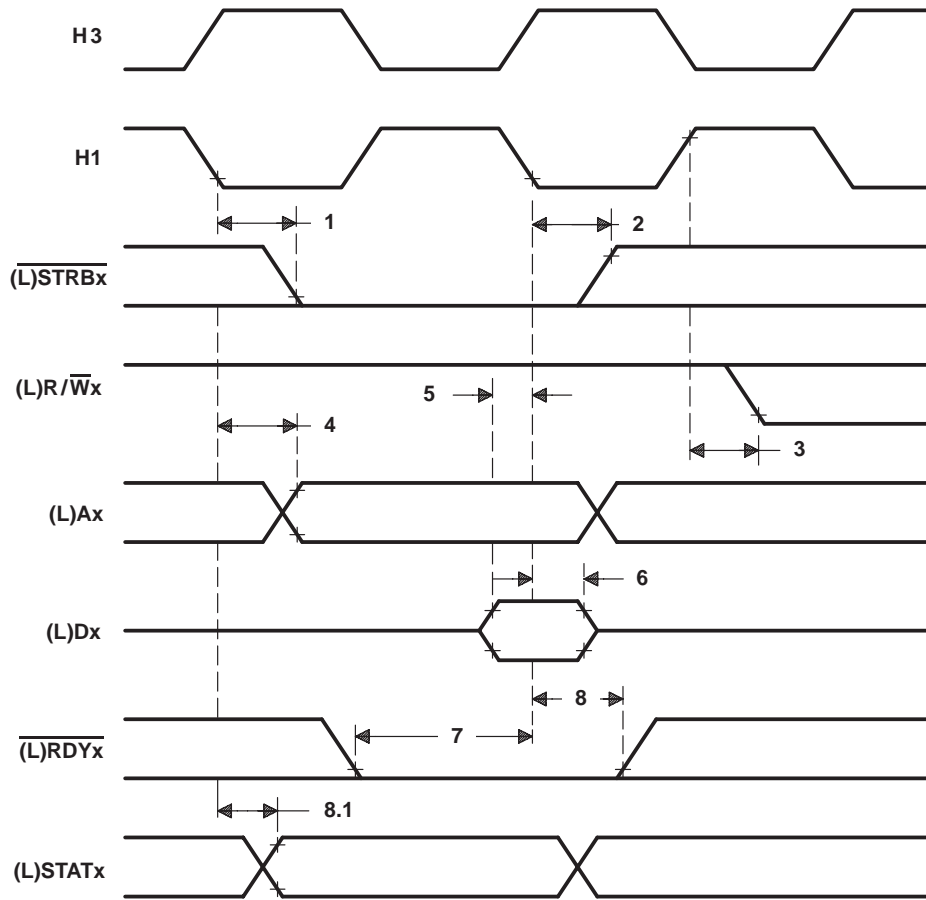 H3
H1
1
2
(L)STRBx
(L)R/Wx
5
4
3
(L)Ax
6
(L)Dx
8
7
(L)RDYx
8.1
(L)STATx